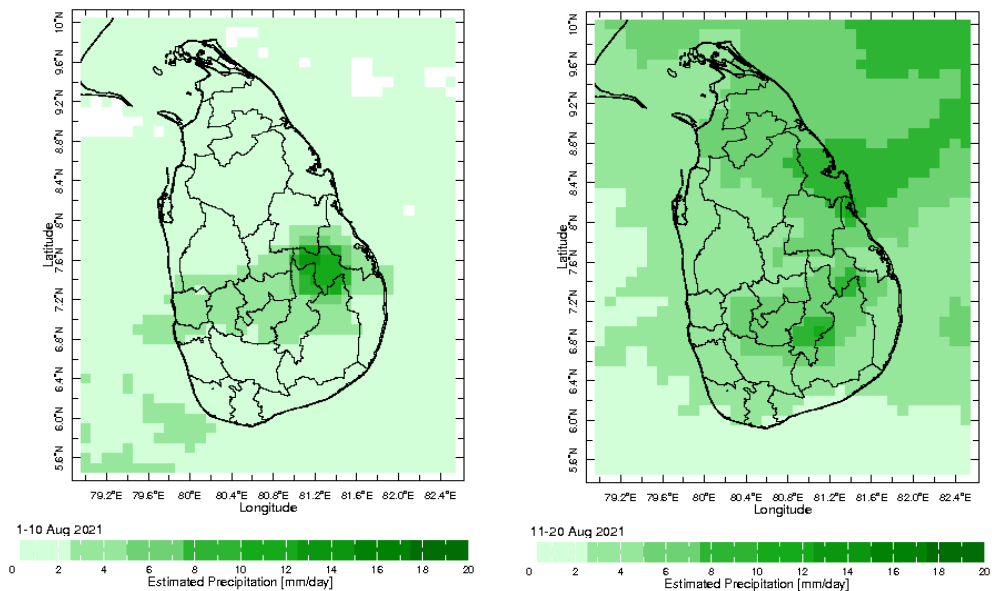 10°N
9.6°N
9.2°N
8.8°N
8.4°N
8°N
7.6°N
7.2°N
6.8°N
6.4°N
6.0°N
5.6°N
Latitude
79.2°E 79.6°E 80°E 80.4°E 80.8°E 81.2°E 81.6°E 82.0°E 82.4°E
Longitude
1-10 Aug 2021
0 2 4 6 8 10 12 14 16 18 20
Estimated Precipitation [mm/day]
10°N
9.6°N
9.2°N
8.8°N
8.4°N
8°N
7.6°N
7.2°N
6.8°N
6.4°N
6.0°N
5.6°N
Latitude
79.2°E 79.6°E 80°E 80.4°E 80.8°E 81.2°E 81.6°E 82.0°E 82.4°E
Longitude
11-20 Aug 2021
0 2 4 6 8 10 12 14 16 18 20
Estimated Precipitation [mm/day]